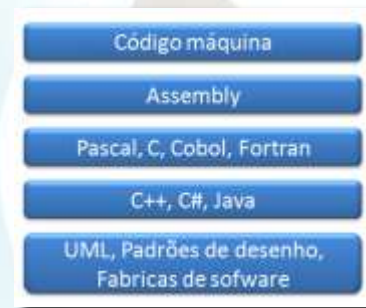 Código máquina
Assembly
Pascal, C, Cobol, Fortran
C++, C#, Java
UML, Padrões de desenho,
Fabricas de sofware